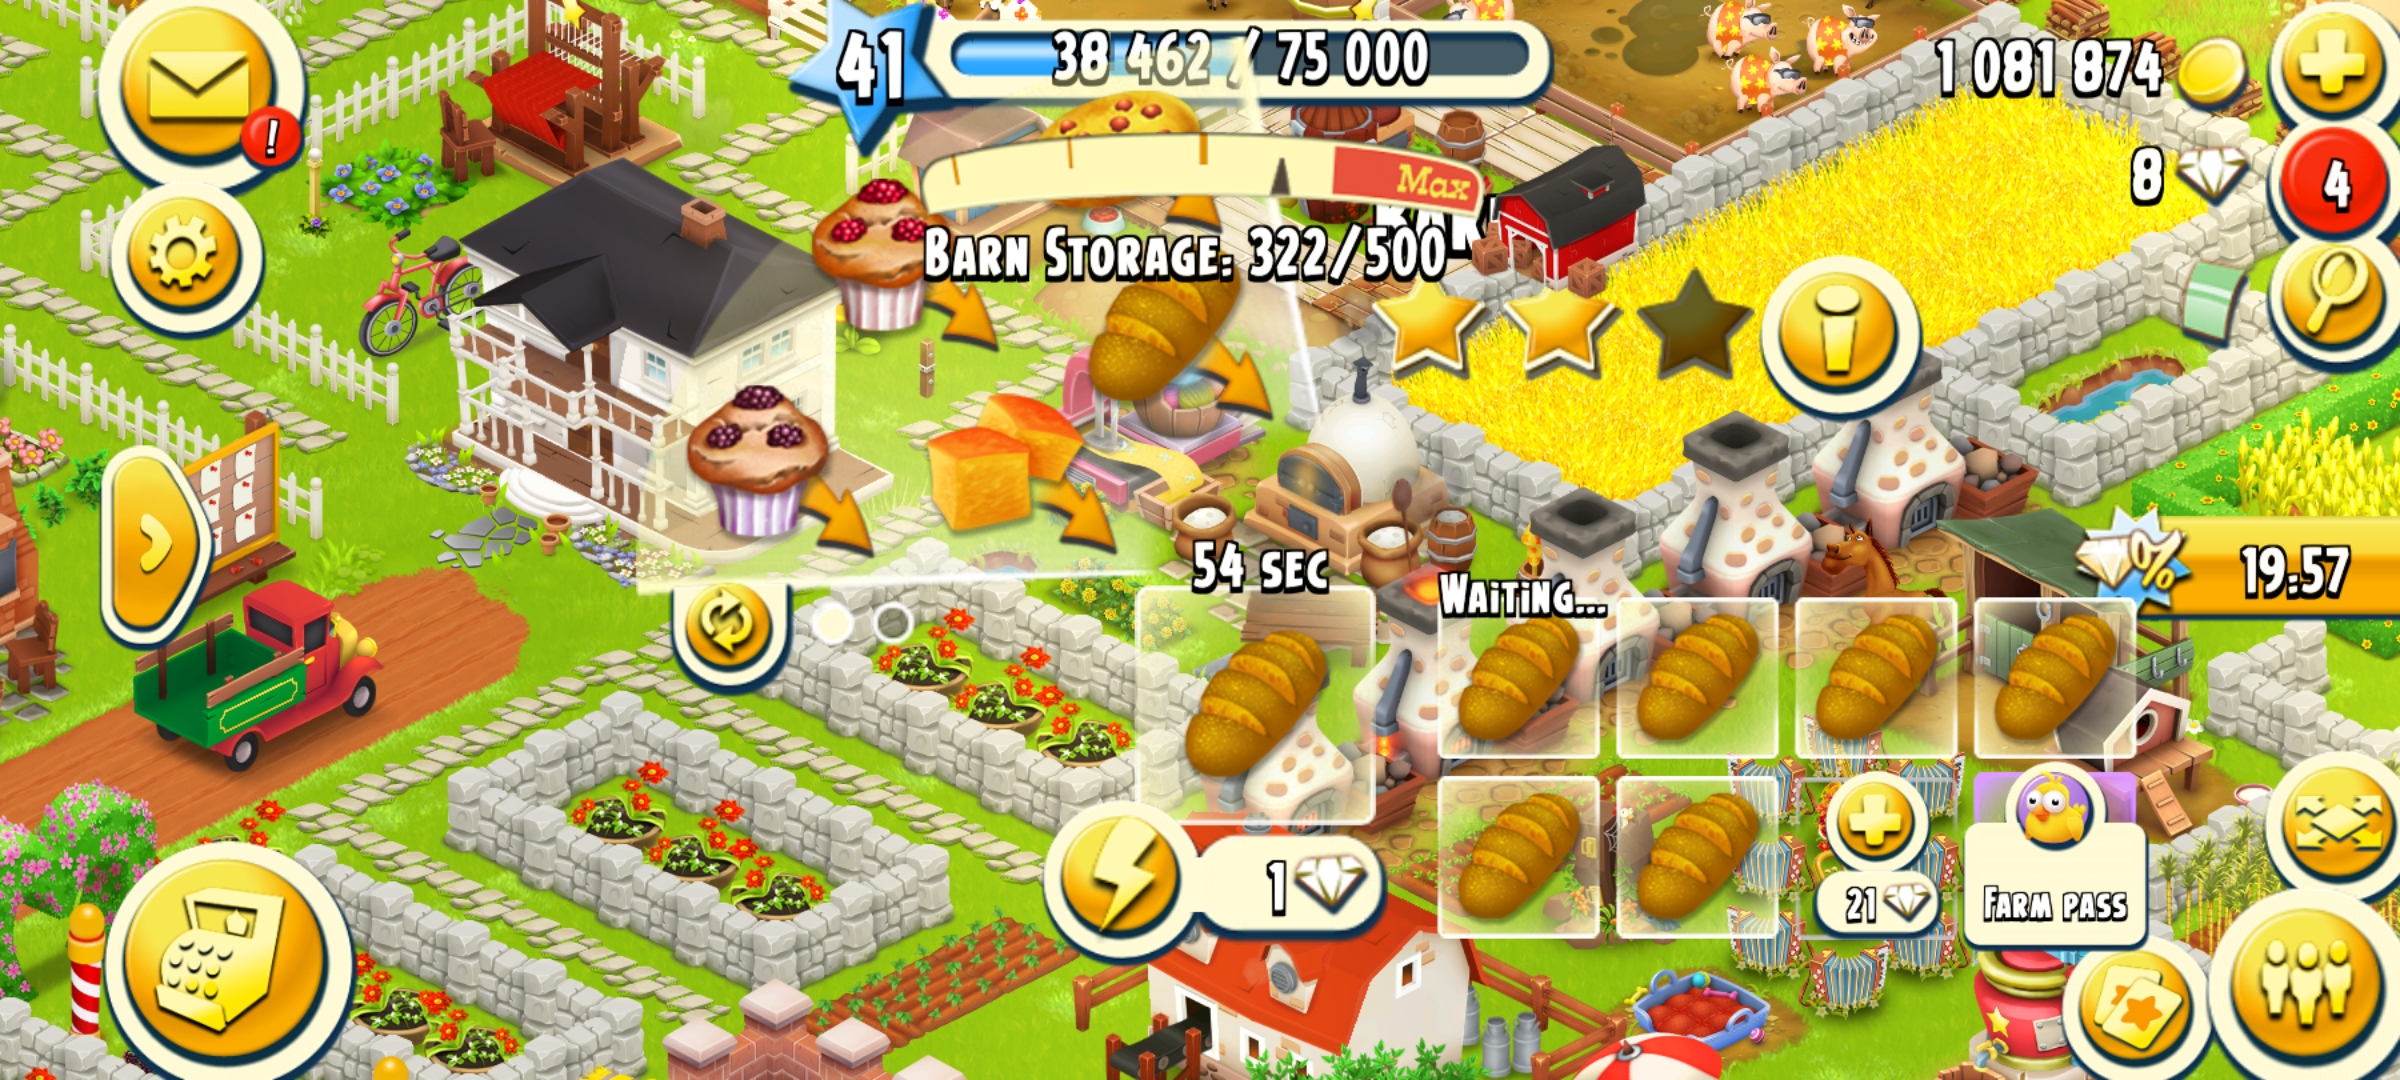 41
38 462 / 75 000
1 081 874
8
!
4
Max
BARN STORAGE: 322/500
%
19:57
54 SEC
WAITING...
1
21
FARM PASS